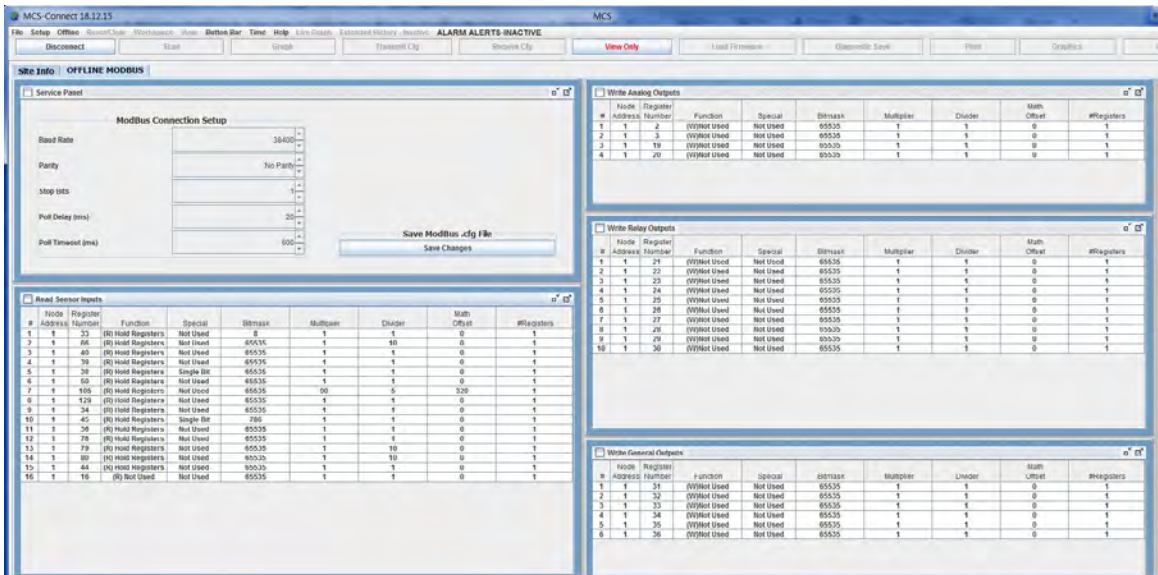 MCS-Connect 18.12.15 MCS
File Setup Offline Reset/Clear Workspace View Button Bar Time Help Live Graph Extended History - Inactive ALARM ALERTS-INACTIVE
Disconnect Scan Graph Transmit Cfg Receive Cfg View Only Load Firmware Diagnostic Save Print Graphics
Site Info OFFLINE MODBUS
Service Panel
ModBus Connection Setup
Baud Rate 38400
Parity No Parity
Stop Bits 1
Poll Delay (ms) 20
Poll Timeout (ms) 600
Save ModBus .cfg File
Save Changes
Read Sensor Inputs
Node Register Math
# Address Number Function Special Bitmask Multiplier Divider Offset #Registers
1 1 33 (R) Hold Registers Not Used 8 1 1 0 1
2 1 66 (R) Hold Registers Not Used 65535 1 10 0 1
3 1 40 (R) Hold Registers Not Used 65535 1 1 0 1
4 1 39 (R) Hold Registers Not Used 65535 1 1 0 1
5 1 39 (R) Hold Registers Single Bit 65535 1 1 0 1
6 1 50 (R) Hold Registers Not Used 65535 1 1 0 1
7 1 105 (R) Hold Registers Not Used 65535 90 5 320 1
8 1 129 (R) Hold Registers Not Used 65535 1 1 0 1
9 1 34 (R) Hold Registers Not Used 65535 1 1 0 1
10 1 45 (R) Hold Registers Single Bit 786 1 1 0 1
11 1 36 (R) Hold Registers Not Used 65535 1 1 0 1
12 1 78 (R) Hold Registers Not Used 65535 1 1 0 1
13 1 79 (R) Hold Registers Not Used 65535 1 10 0 1
14 1 80 (R) Hold Registers Not Used 65535 1 10 0 1
15 1 44 (R) Hold Registers Not Used 65535 1 1 0 1
16 1 16 (R) Not Used Not Used 65535 1 1 0 1
Write Analog Outputs
Node Register Math
# Address Number Function Special Bitmask Multiplier Divider Offset #Registers
1 1 2 (W)Not Used Not Used 65535 1 1 0 1
2 1 3 (W)Not Used Not Used 65535 1 1 0 1
3 1 19 (W)Not Used Not Used 65535 1 1 0 1
4 1 20 (W)Not Used Not Used 65535 1 1 0 1
Write Relay Outputs
Node Register Math
# Address Number Function Special Bitmask Multiplier Divider Offset #Registers
1 1 21 (W)Not Used Not Used 65535 1 1 0 1
2 1 22 (W)Not Used Not Used 65535 1 1 0 1
3 1 23 (W)Not Used Not Used 65535 1 1 0 1
4 1 24 (W)Not Used Not Used 65535 1 1 0 1
5 1 25 (W)Not Used Not Used 65535 1 1 0 1
6 1 26 (W)Not Used Not Used 65535 1 1 0 1
7 1 27 (W)Not Used Not Used 65535 1 1 0 1
8 1 28 (W)Not Used Not Used 65535 1 1 0 1
9 1 29 (W)Not Used Not Used 65535 1 1 0 1
10 1 30 (W)Not Used Not Used 65535 1 1 0 1
Write General Outputs
Node Register Math
# Address Number Function Special Bitmask Multiplier Divider Offset #Registers
1 1 31 (W)Not Used Not Used 65535 1 1 0 1
2 1 32 (W)Not Used Not Used 65535 1 1 0 1
3 1 33 (W)Not Used Not Used 65535 1 1 0 1
4 1 34 (W)Not Used Not Used 65535 1 1 0 1
5 1 35 (W)Not Used Not Used 65535 1 1 0 1
6 1 36 (W)Not Used Not Used 65535 1 1 0 1